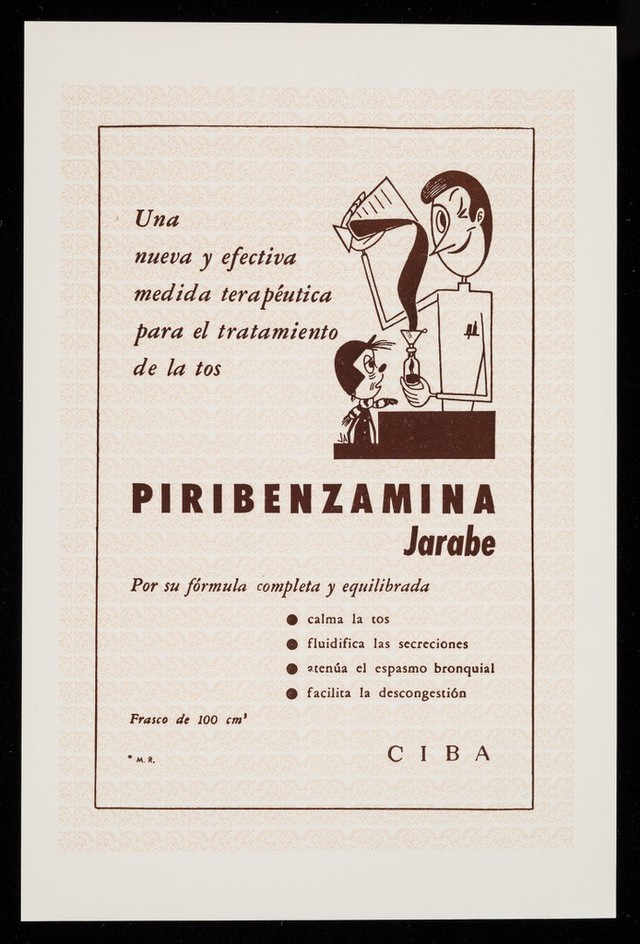 Una
nueva y efectiva
medida terapéutica
para el tratamiento
de la tos
PIRIBENZAMINA
Jarabe
Por su fórmula completa y equilibrada
● calma la tos
● fluidifica las secreciones
● atenúa el espasmo bronquial
● facilita la descongestión
Frasco de 100 cm³
* M. R.
CIBA